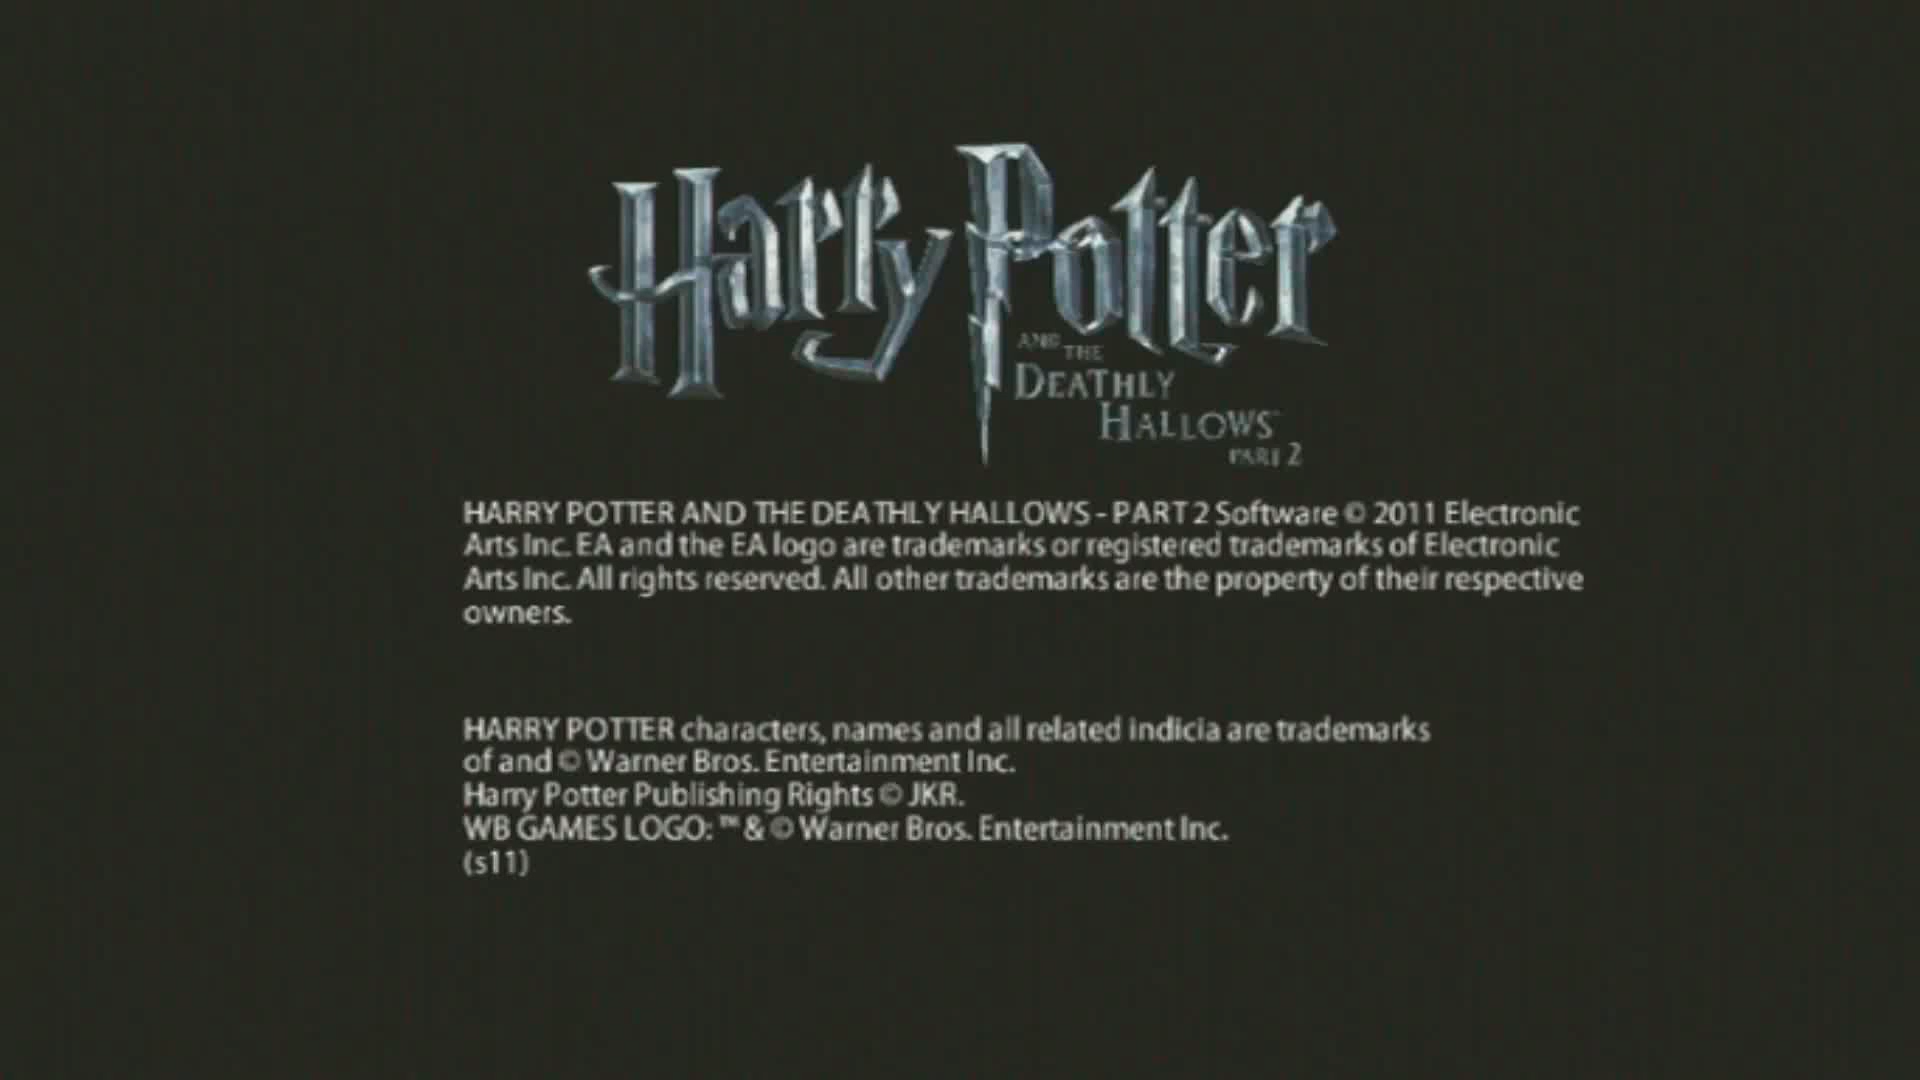 Harry Potter
AND THE
DEATHLY
HALLOWS™
PART 2
HARRY POTTER AND THE DEATHLY HALLOWS - PART 2 Software © 2011 Electronic
Arts Inc. EA and the EA logo are trademarks or registered trademarks of Electronic
Arts Inc. All rights reserved. All other trademarks are the property of their respective
owners.
HARRY POTTER characters, names and all related indicia are trademarks
of and © Warner Bros. Entertainment Inc.
Harry Potter Publishing Rights © JKR.
WB GAMES LOGO: ™ & © Warner Bros. Entertainment Inc.
(s11)